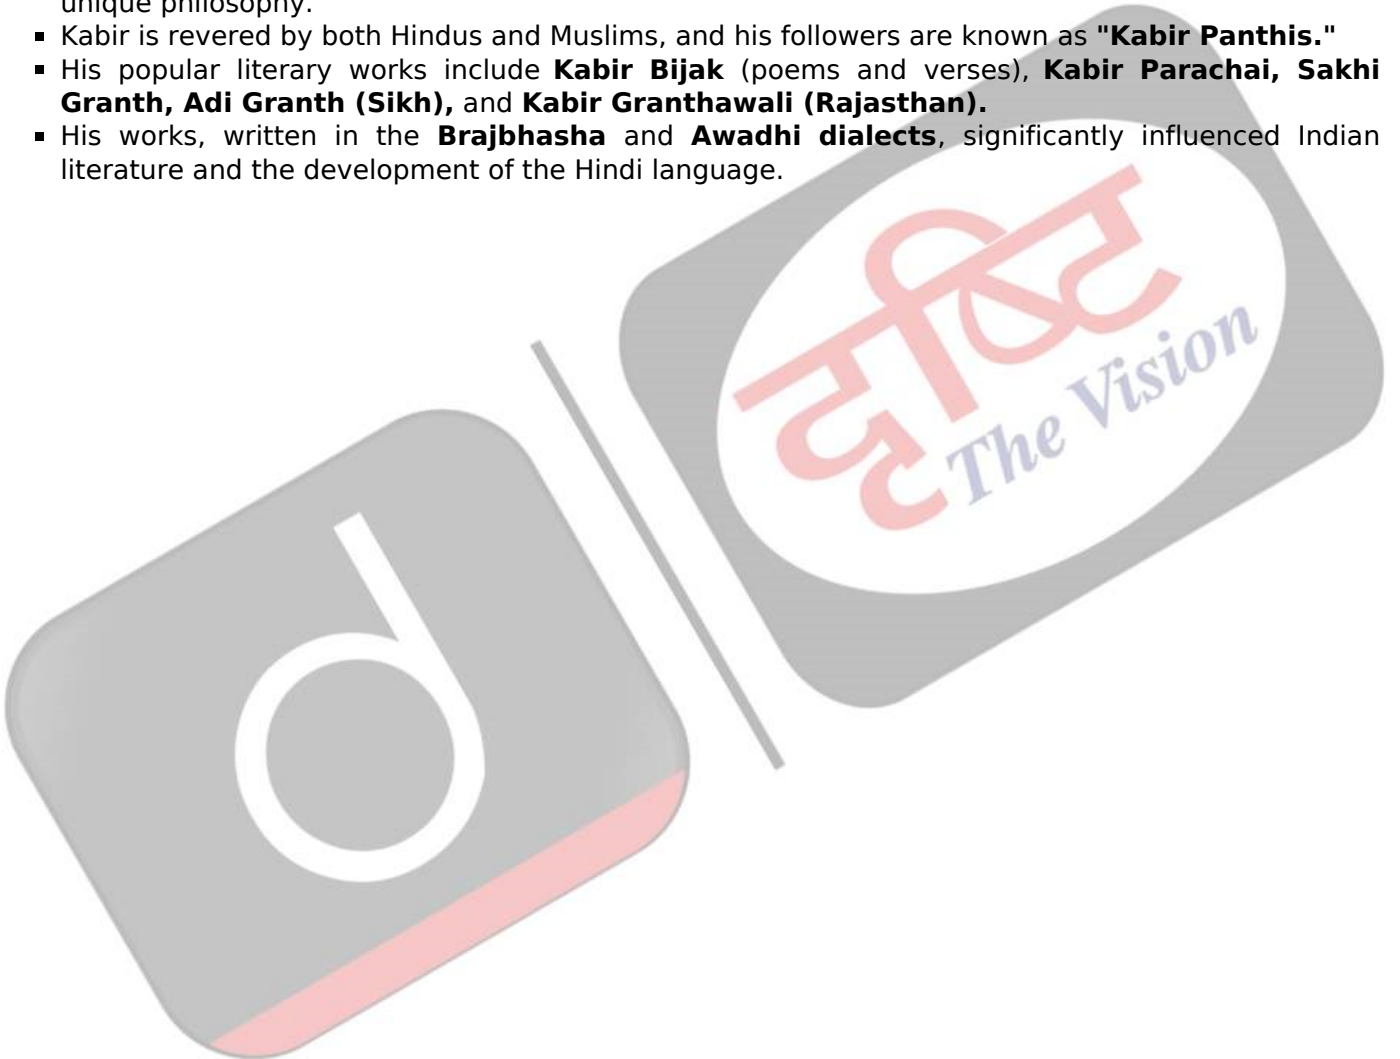 unique philosophy.
▪ Kabir is revered by both Hindus and Muslims, and his followers are known as "Kabir Panthis."
▪ His popular literary works include Kabir Bijak (poems and verses), Kabir Parachai, Sakhi
Granth, Adi Granth (Sikh), and Kabir Granthawali (Rajasthan).
▪ His works, written in the Brajbhasha and Awadhi dialects, significantly influenced Indian
literature and the development of the Hindi language.
दृष्टि
The Vision
d